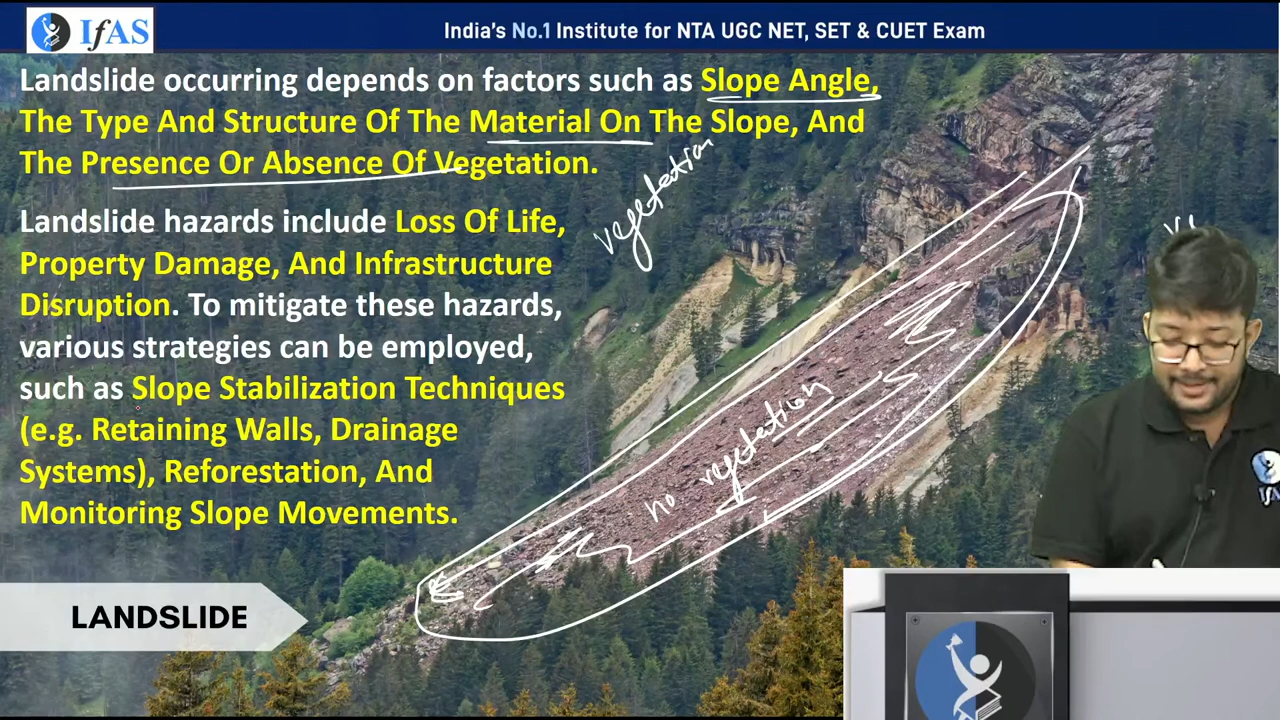 IfAS
India's No.1 Institute for NTA UGC NET, SET & CUET Exam
Landslide occurring depends on factors such as Slope Angle,
The Type And Structure Of The Material On The Slope, And
The Presence Or Absence Of Vegetation.
vegetation
Landslide hazards include Loss Of Life,
Property Damage, And Infrastructure
Disruption. To mitigate these hazards,
various strategies can be employed,
such as Slope Stabilization Techniques
(e.g. Retaining Walls, Drainage
Systems), Reforestation, And
Monitoring Slope Movements.
no vegetation
LANDSLIDE
IfAS